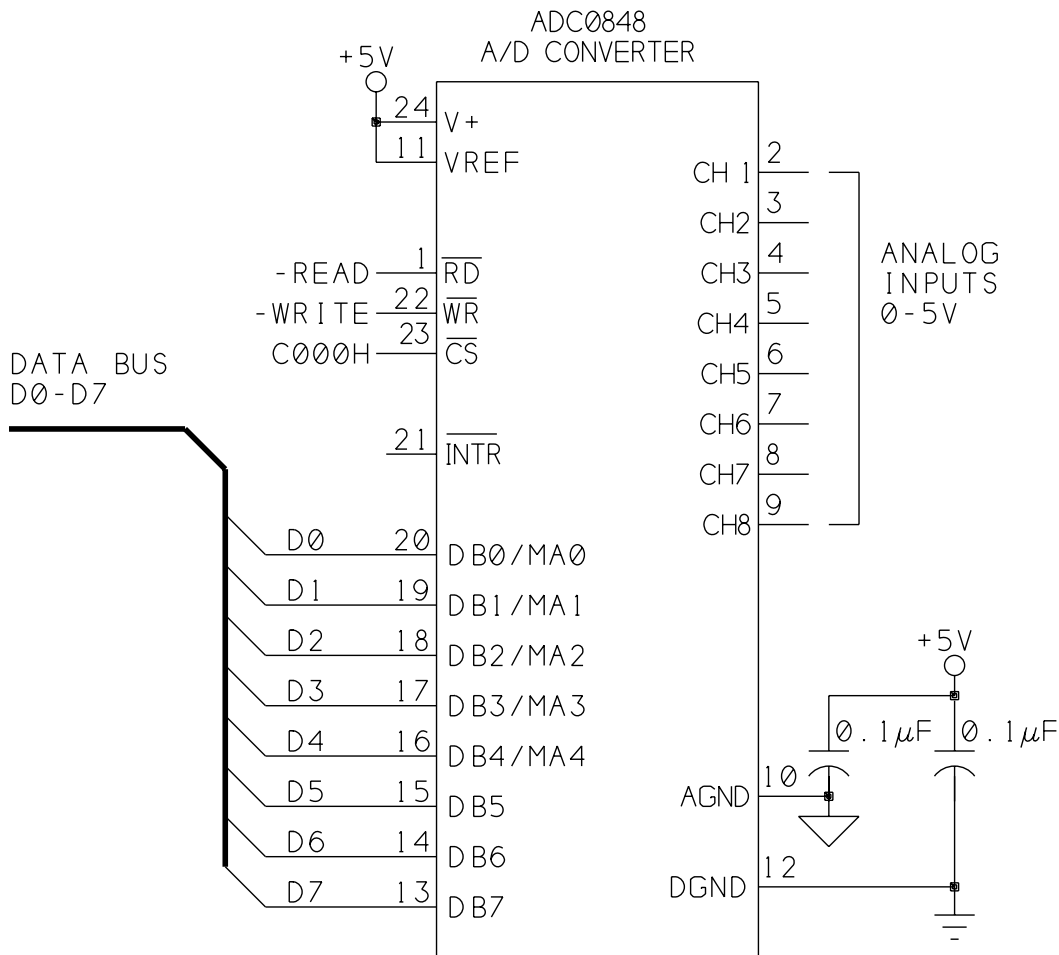 ADC0848
A/D CONVERTER
+5V
24
V+
11
VREF
-READ
1
RD
-WRITE
22
WR
C000H
23
CS
DATA BUS
D0-D7
21
INTR
D0
20
DB0/MA0
D1
19
DB1/MA1
D2
18
DB2/MA2
D3
17
DB3/MA3
D4
16
DB4/MA4
D5
15
DB5
D6
14
DB6
D7
13
DB7
CH 1
2
CH2
3
CH3
4
CH4
5
CH5
6
CH6
7
CH7
8
CH8
9
ANALOG
INPUTS
0-5V
+5V
0.1µF
0.1µF
AGND
10
DGND
12